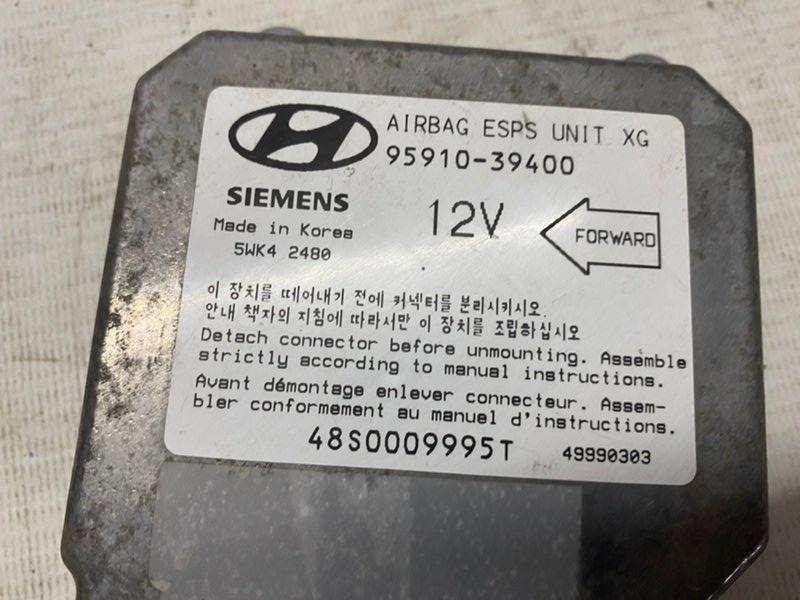 AIRBAG ESPS UNIT XG
95910-39400
SIEMENS
12V
FORWARD
Made in Korea
5WK4 2480
이 장치를 떼어내기 전에 커넥터를 분리시키시오.
안내 책자의 지침에 따라서만 이 장치를 조립하십시오
Detach connector before unmounting. Assemble
strictly according to manual instructions.
Avant démontage enlever connecteur. Assem-
bler conformement au manuel d'instructions.
48S0009995T
49990303